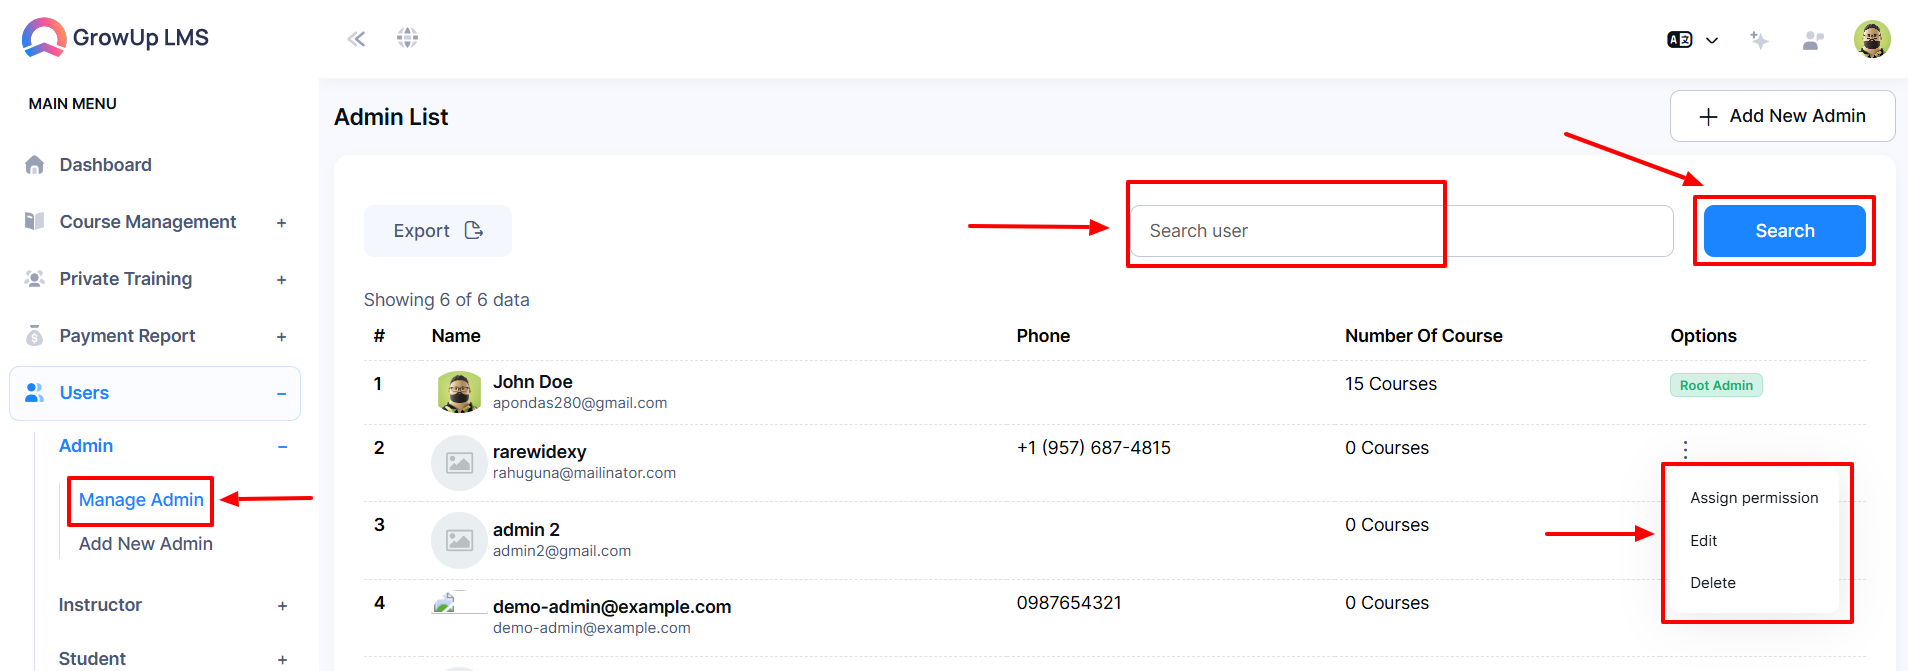 GrowUp LMS
MAIN MENU
Dashboard
Course Management +
Private Training +
Payment Report +
Users −
Admin −
Manage Admin
Add New Admin
Instructor +
Student +
Admin List
+ Add New Admin
Export
Search user
Search
Showing 6 of 6 data
# Name Phone Number Of Course Options
1 John Doe 15 Courses Root Admin
apondas280@gmail.com
2 rarewidexy +1 (957) 687-4815 0 Courses
rahuguna@mailinator.com
3 admin 2 0 Courses
admin2@gmail.com
4 demo-admin@example.com 0987654321 0 Courses
demo-admin@example.com
Assign permission
Edit
Delete